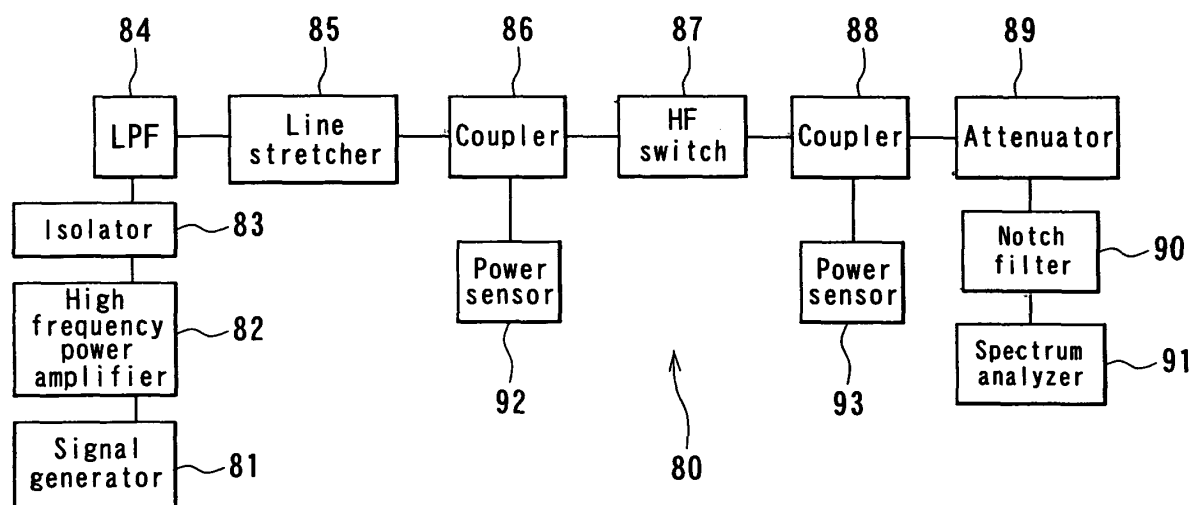 84
85
86
87
88
89
LPF
Line
stretcher
Coupler
HF
switch
Coupler
Attenuator
Isolator
83
High
frequency
power
amplifier
82
Signal
generator
81
Power
sensor
92
Power
sensor
93
80
Notch
filter
90
Spectrum
analyzer
91